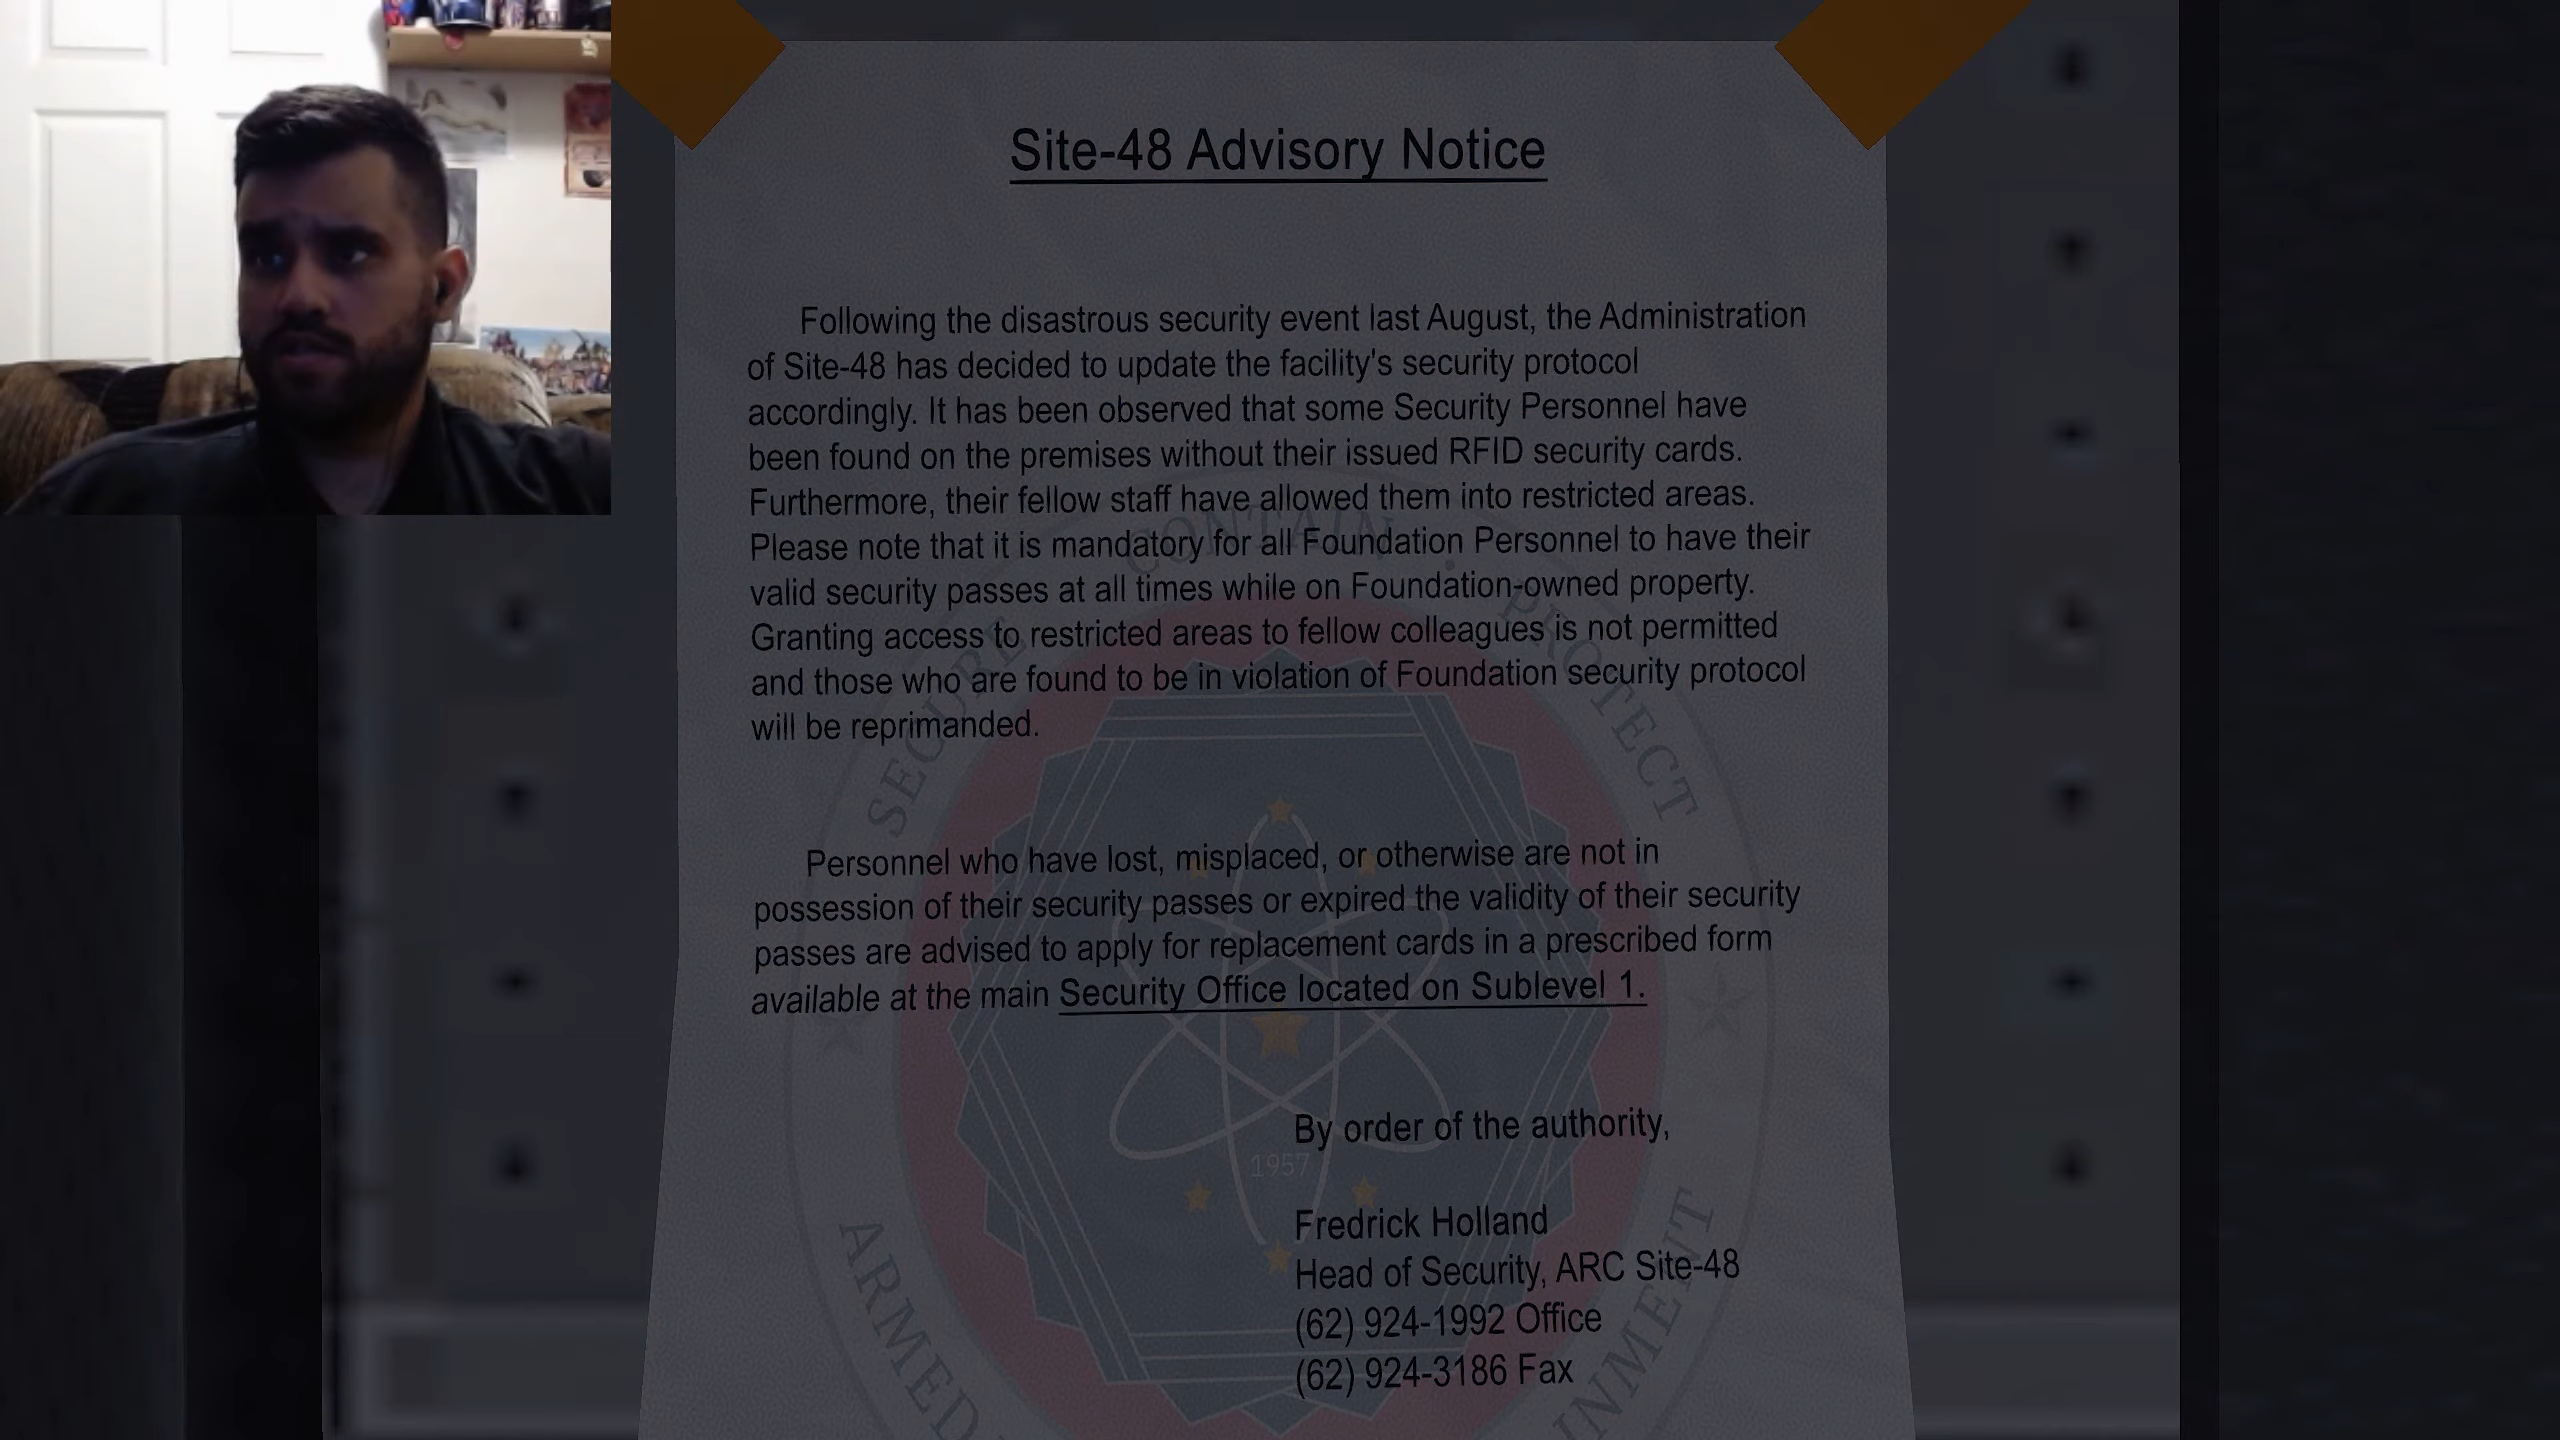 Site-48 Advisory Notice
Following the disastrous security event last August, the Administration
of Site-48 has decided to update the facility's security protocol
accordingly. It has been observed that some Security Personnel have
been found on the premises without their issued RFID security cards.
Furthermore, their fellow staff have allowed them into restricted areas.
Please note that it is mandatory for all Foundation Personnel to have their
valid security passes at all times while on Foundation-owned property.
Granting access to restricted areas to fellow colleagues is not permitted
and those who are found to be in violation of Foundation security protocol
will be reprimanded.
Personnel who have lost, misplaced, or otherwise are not in
possession of their security passes or expired the validity of their security
passes are advised to apply for replacement cards in a prescribed form
available at the main Security Office located on Sublevel 1.
By order of the authority,
Fredrick Holland
Head of Security, ARC Site-48
(62) 924-1992 Office
(62) 924-3186 Fax
SECURE CONTAIN • PROTECT
1957
ARMED